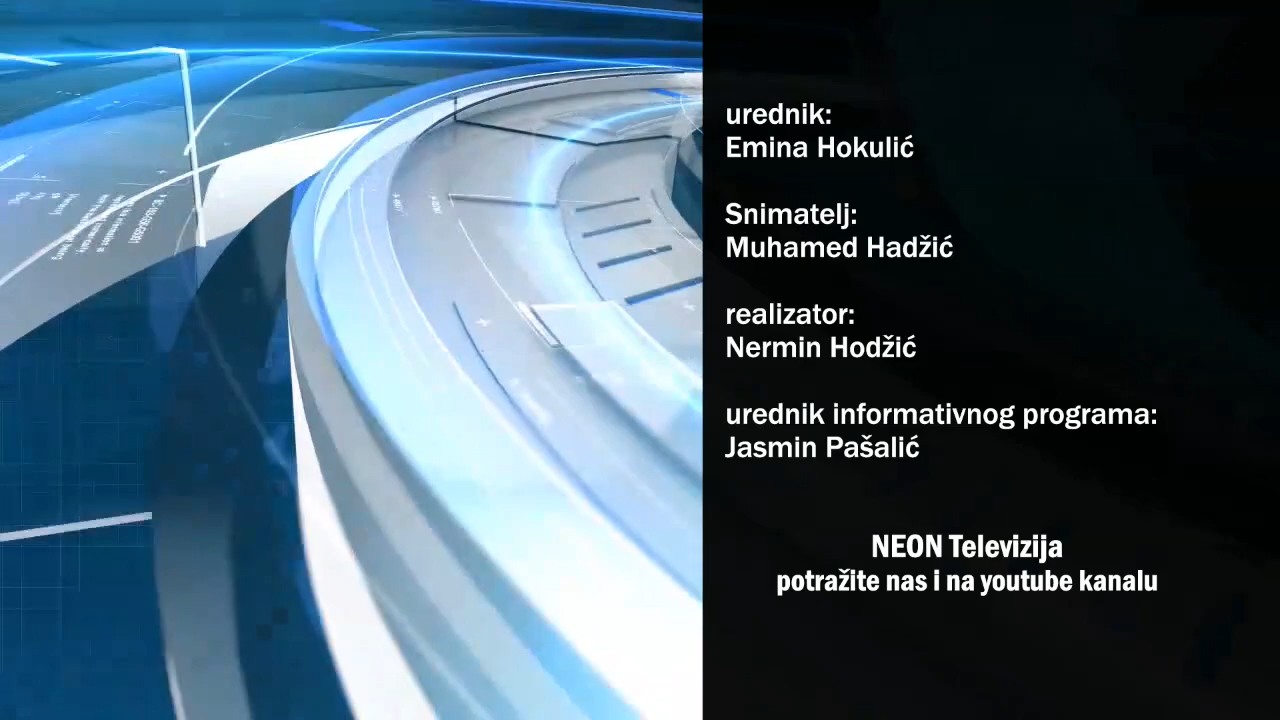 urednik:
Emina Hokulić
Snimatelj:
Muhamed Hadžić
realizator:
Nermin Hodžić
urednik informativnog programa:
Jasmin Pašalić
NEON Televizija
potražite nas i na youtube kanalu